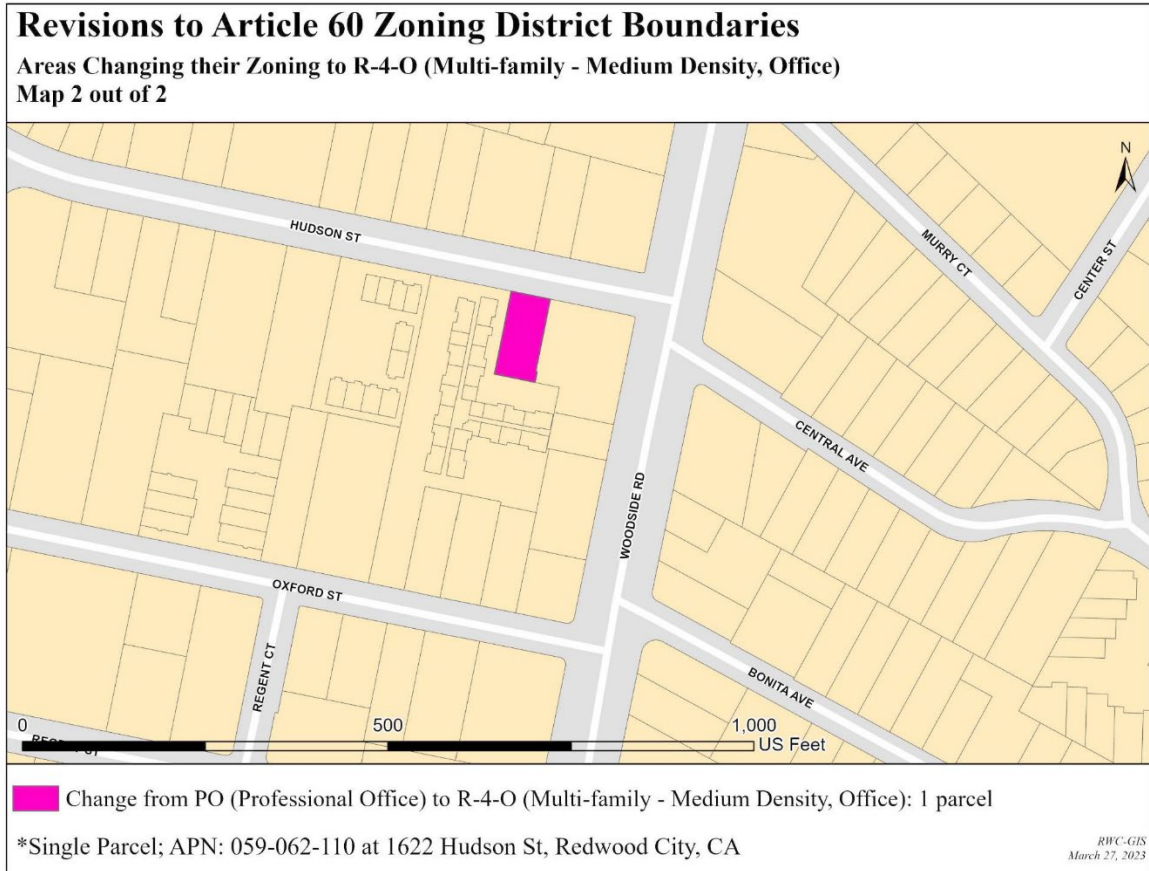 Revisions to Article 60 Zoning District Boundaries
Areas Changing their Zoning to R-4-O (Multi-family - Medium Density, Office)
Map 2 out of 2
N
HUDSON ST
MURRY CT
CENTER ST
CENTRAL AVE
WOODSIDE RD
OXFORD ST
REGENT CT
BONITA AVE
0 500 1,000
US Feet
Change from PO (Professional Office) to R-4-O (Multi-family - Medium Density, Office): 1 parcel
*Single Parcel; APN: 059-062-110 at 1622 Hudson St, Redwood City, CA
RWC-GIS
March 27, 2023